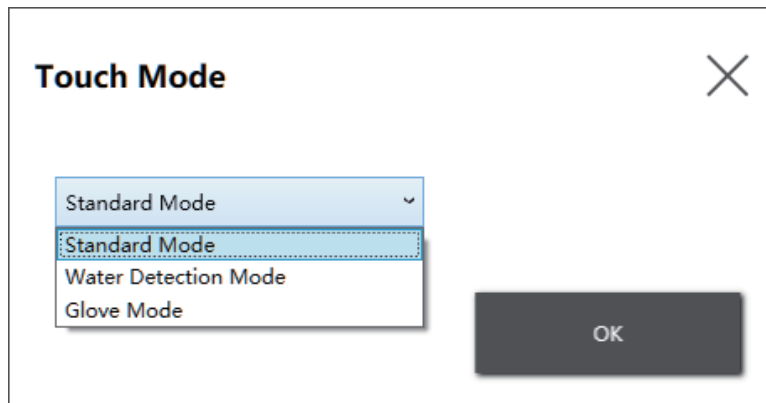 Touch Mode
Standard Mode
Standard Mode
Water Detection Mode
Glove Mode
OK